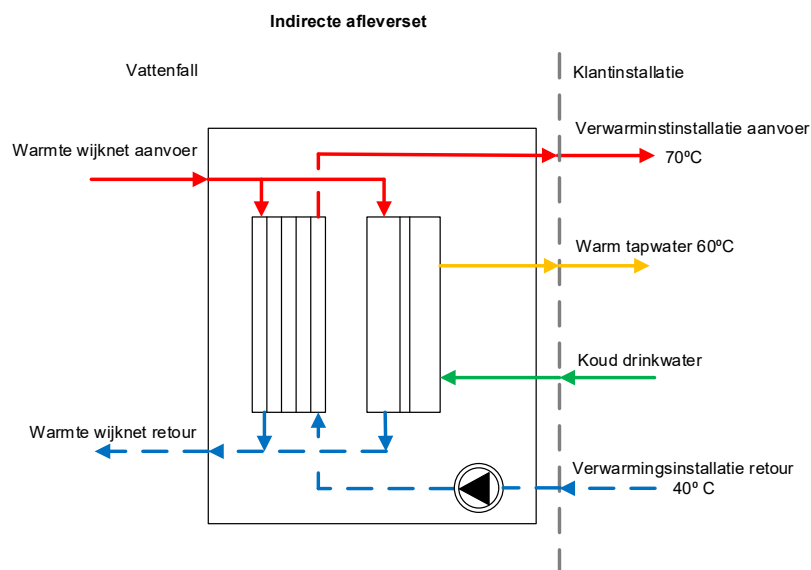 Indirecte afleverset
Vattenfall
Klantinstallatie
Warmte wijknet aanvoer
Verwarminstinstallatie aanvoer
70ºC
Warm tapwater 60ºC
Koud drinkwater
Warmte wijknet retour
Verwarmingsinstallatie retour
40º C